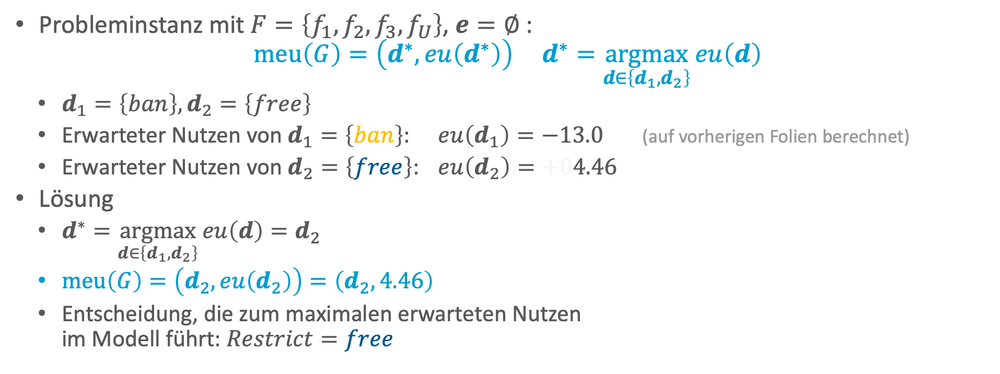 • Probleminstanz mit F = {f₁, f₂, f₃, f_U}, e = ∅ :
meu(G) = (d*, eu(d*)) d* = argmax eu(d)
d∈{d₁,d₂}
• d₁ = {ban}, d₂ = {free}
• Erwarteter Nutzen von d₁ = {ban}: eu(d₁) = −13.0 (auf vorherigen Folien berechnet)
• Erwarteter Nutzen von d₂ = {free}: eu(d₂) = +04.46
• Lösung
• d* = argmax eu(d) = d₂
d∈{d₁,d₂}
• meu(G) = (d₂, eu(d₂)) = (d₂, 4.46)
• Entscheidung, die zum maximalen erwarteten Nutzen
im Modell führt: Restrict = free